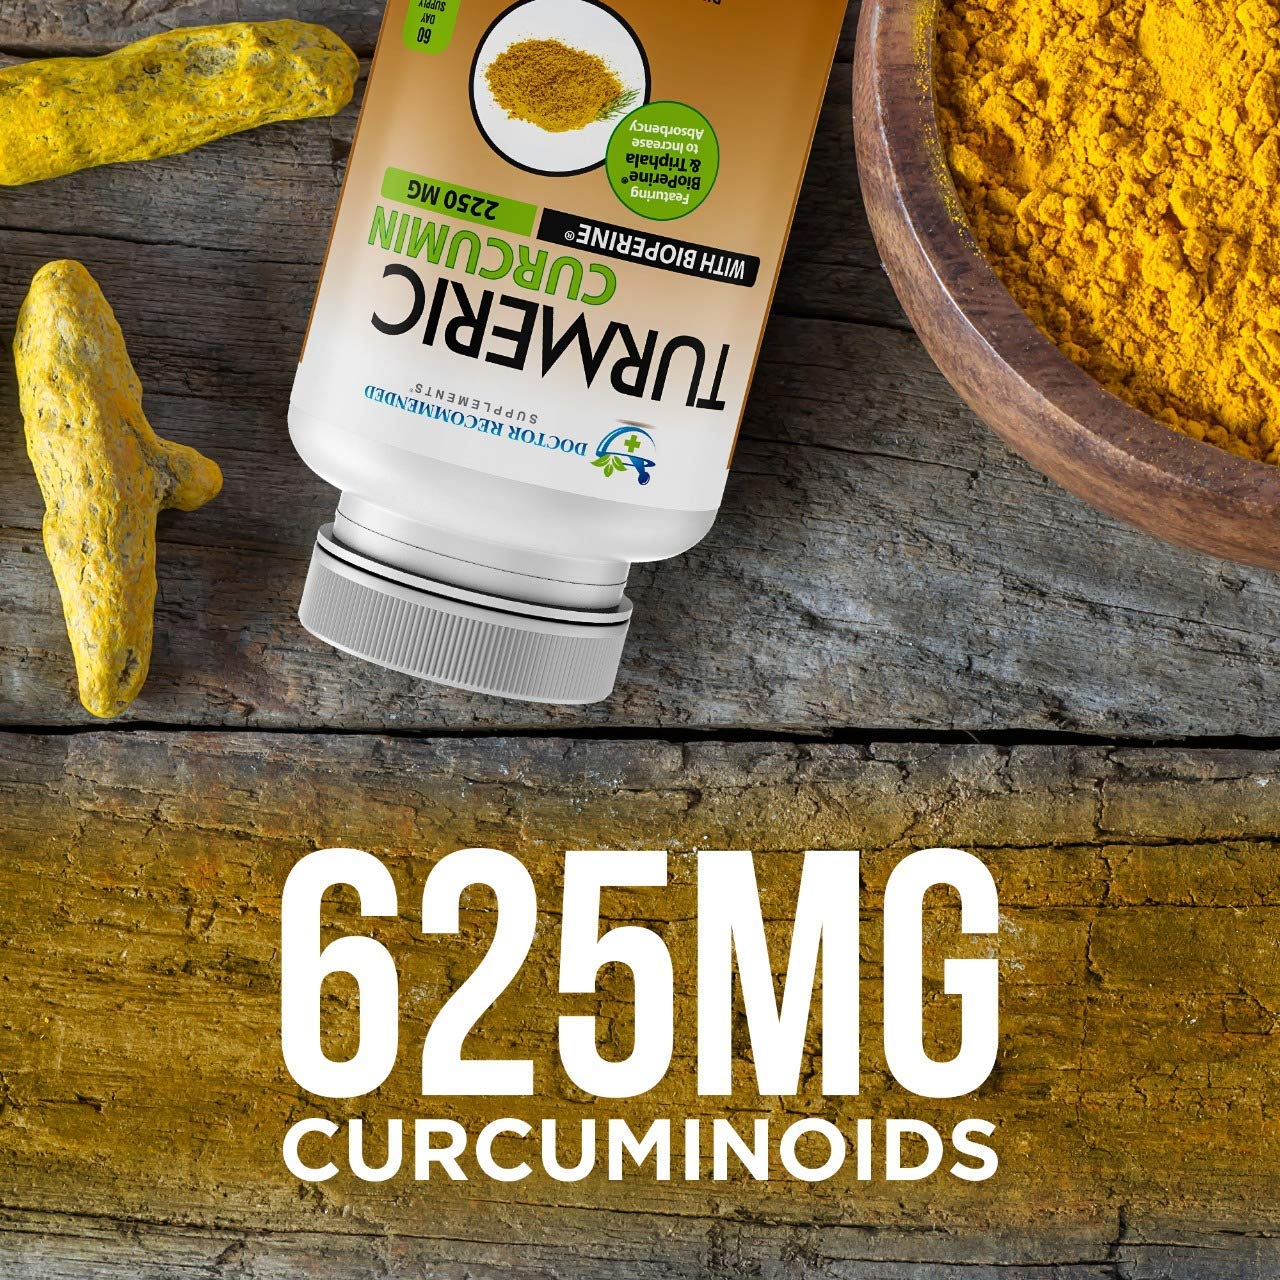 DOCTOR RECOMMENDED
SUPPLEMENTS®
TURMERIC
CURCUMIN
WITH BIOPERINE®
2250 MG
Featuring
BioPerine®
& Triphala
to Increase
Absorbency
60
DAY
SUPPLY
625MG
CURCUMINOIDS